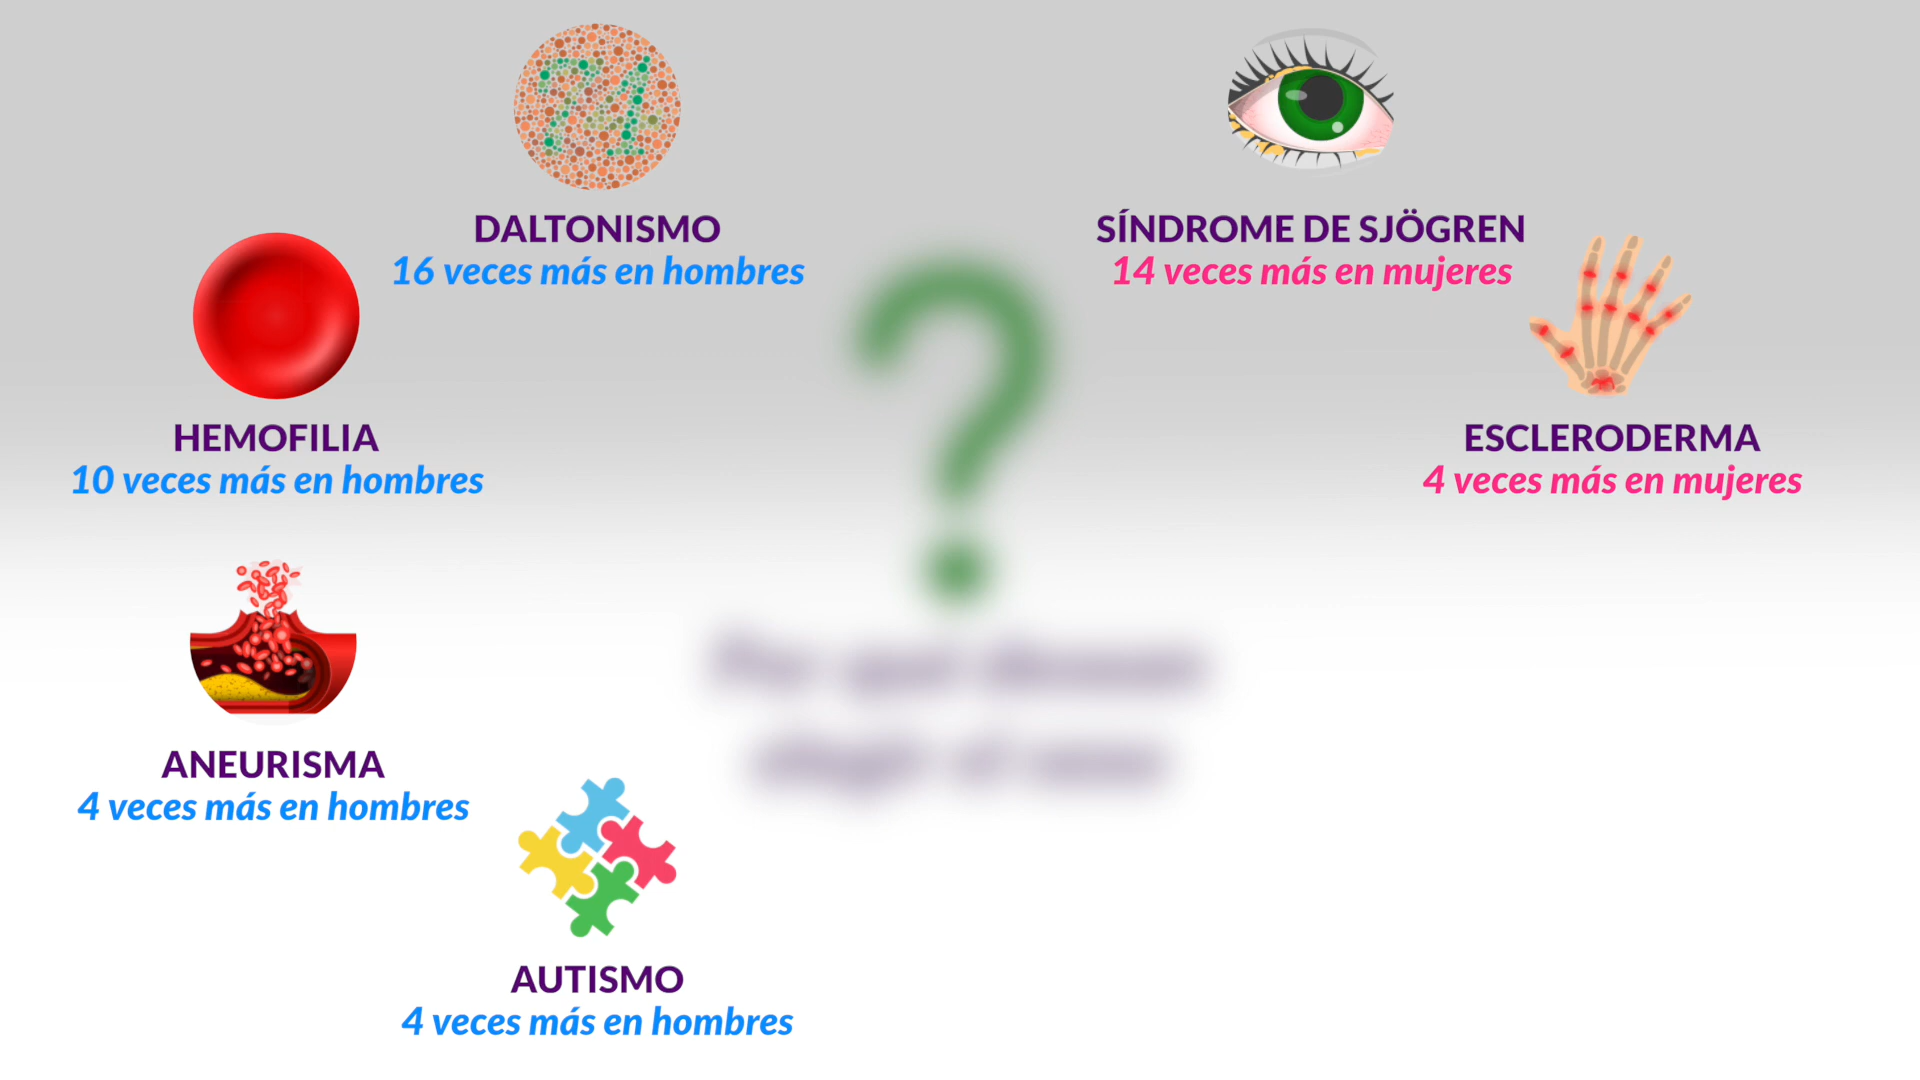 74
DALTONISMO
16 veces más en hombres
SÍNDROME DE SJÖGREN
14 veces más en mujeres
HEMOFILIA
10 veces más en hombres
ESCLERODERMA
4 veces más en mujeres
?
ANEURISMA
4 veces más en hombres
AUTISMO
4 veces más en hombres